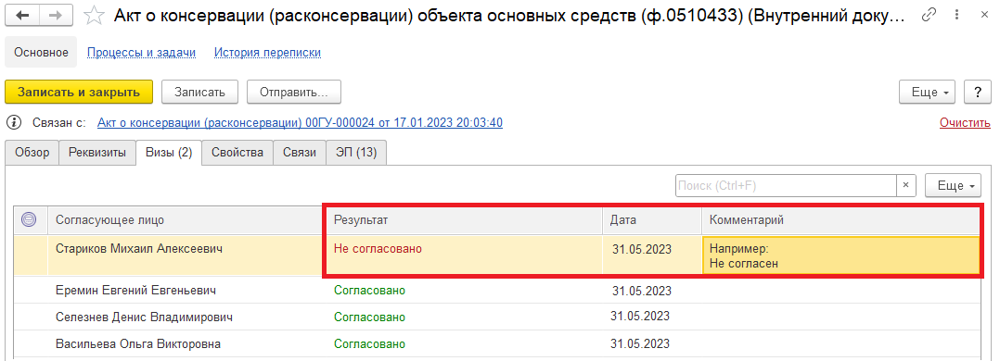 Акт о консервации (расконсервации) объекта основных средств (ф.0510433) (Внутренний доку...
Основное Процессы и задачи История переписки
Записать и закрыть Записать Отправить... Еще ?
Связан с: Акт о консервации (расконсервации) 00ГУ-000024 от 17.01.2023 20:03:40 Очистить
Обзор Реквизиты Визы (2) Свойства Связи ЭП (13)
Поиск (Ctrl+F) × Еще
Согласующее лицо Результат Дата Комментарий
Стариков Михаил Алексеевич Не согласовано 31.05.2023 Например:
Не согласен
Еремин Евгений Евгеньевич Согласовано 31.05.2023
Селезнев Денис Владимирович Согласовано 31.05.2023
Васильева Ольга Викторовна Согласовано 31.05.2023